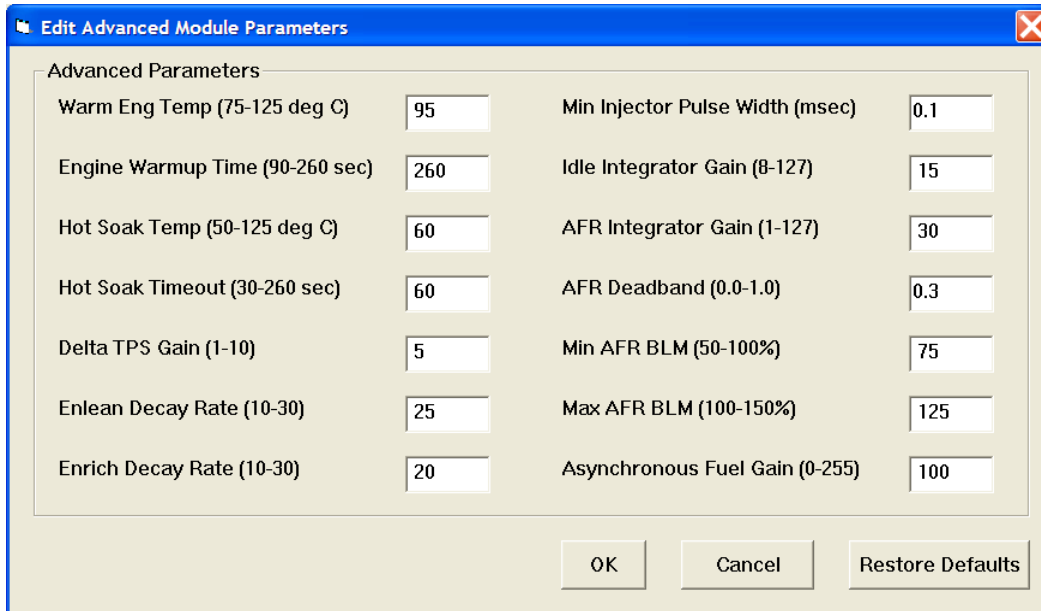 Edit Advanced Module Parameters
Advanced Parameters
Warm Eng Temp (75-125 deg C) 95
Min Injector Pulse Width (msec) 0.1
Engine Warmup Time (90-260 sec) 260
Idle Integrator Gain (8-127) 15
Hot Soak Temp (50-125 deg C) 60
AFR Integrator Gain (1-127) 30
Hot Soak Timeout (30-260 sec) 60
AFR Deadband (0.0-1.0) 0.3
Delta TPS Gain (1-10) 5
Min AFR BLM (50-100%) 75
Enlean Decay Rate (10-30) 25
Max AFR BLM (100-150%) 125
Enrich Decay Rate (10-30) 20
Asynchronous Fuel Gain (0-255) 100
OK
Cancel
Restore Defaults